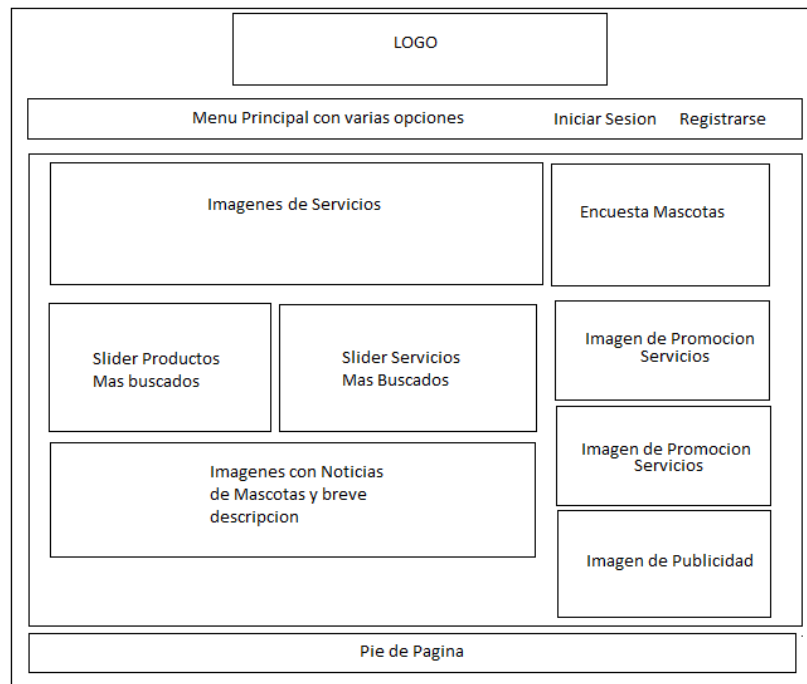 LOGO
Menu Principal con varias opciones
Iniciar Sesion
Registrarse
Imagenes de Servicios
Encuesta Mascotas
Slider Productos
Mas buscados
Slider Servicios
Mas Buscados
Imagen de Promocion
Servicios
Imagenes con Noticias
de Mascotas y breve
descripcion
Imagen de Promocion
Servicios
Imagen de Publicidad
Pie de Pagina